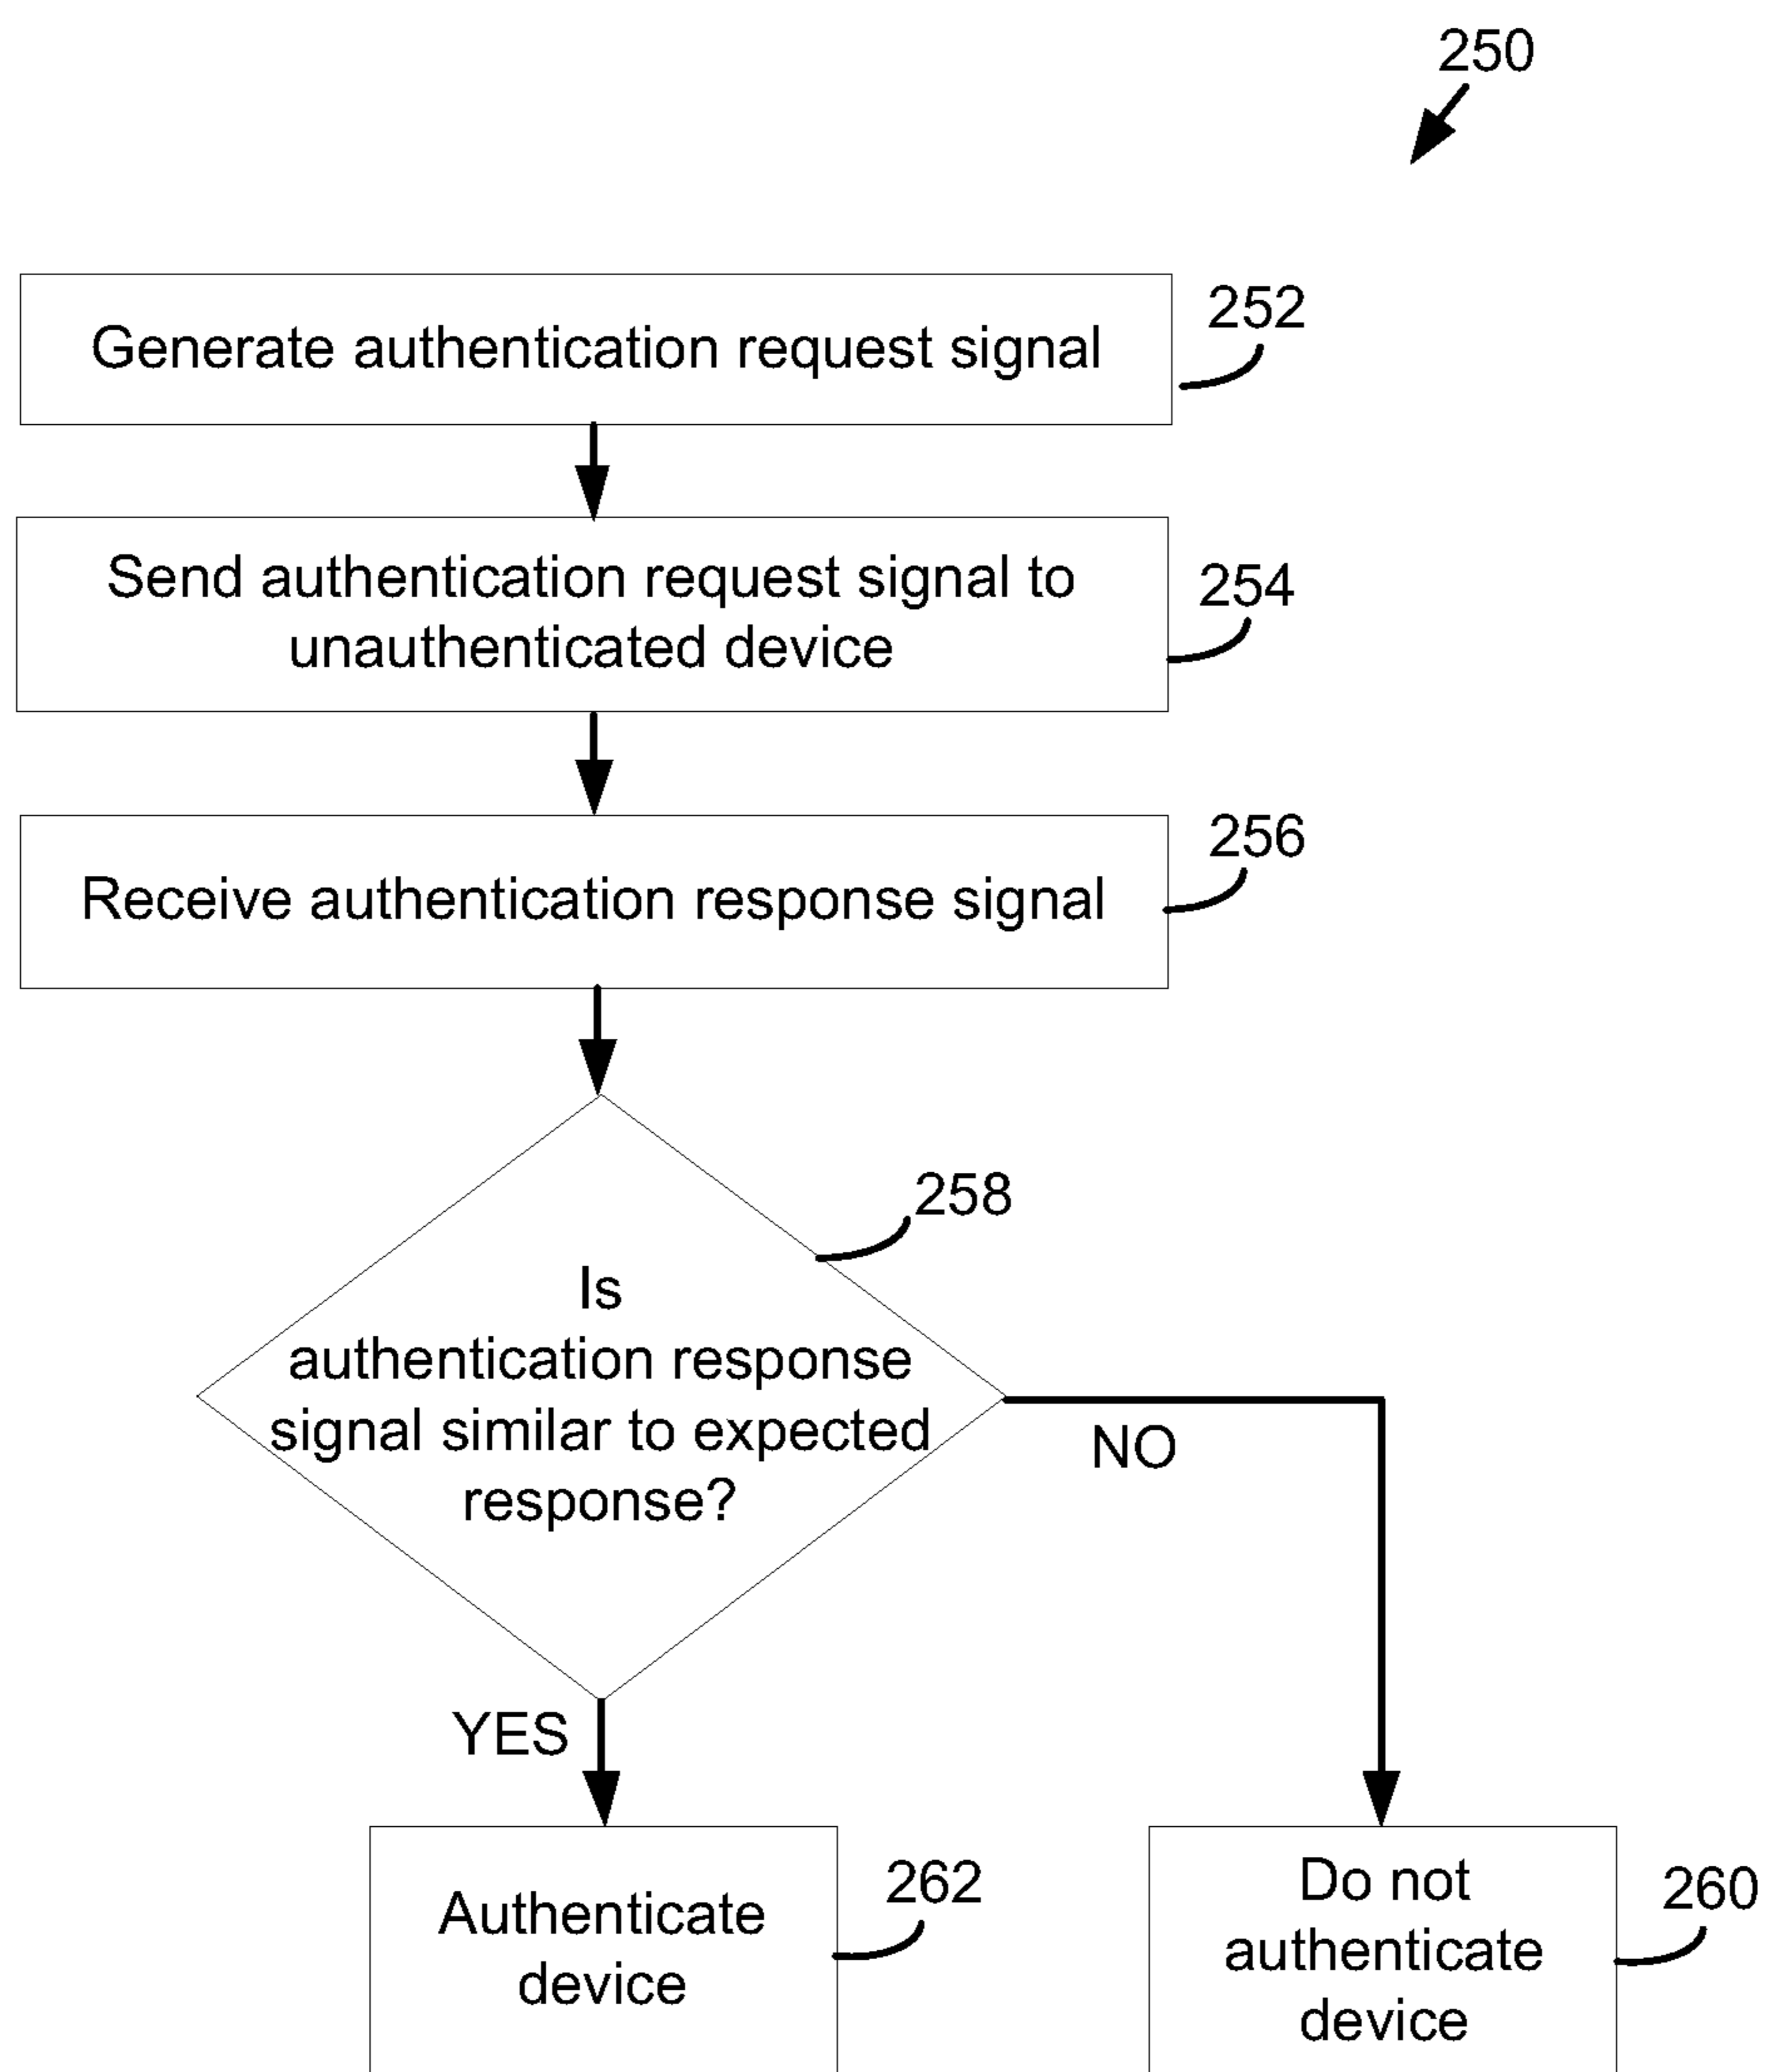 250
Generate authentication request signal
252
Send authentication request signal to
unauthenticated device
254
Receive authentication response signal
256
258
Is
authentication response
signal similar to expected
response?
NO
YES
Authenticate
device
262
Do not
authenticate
device
260